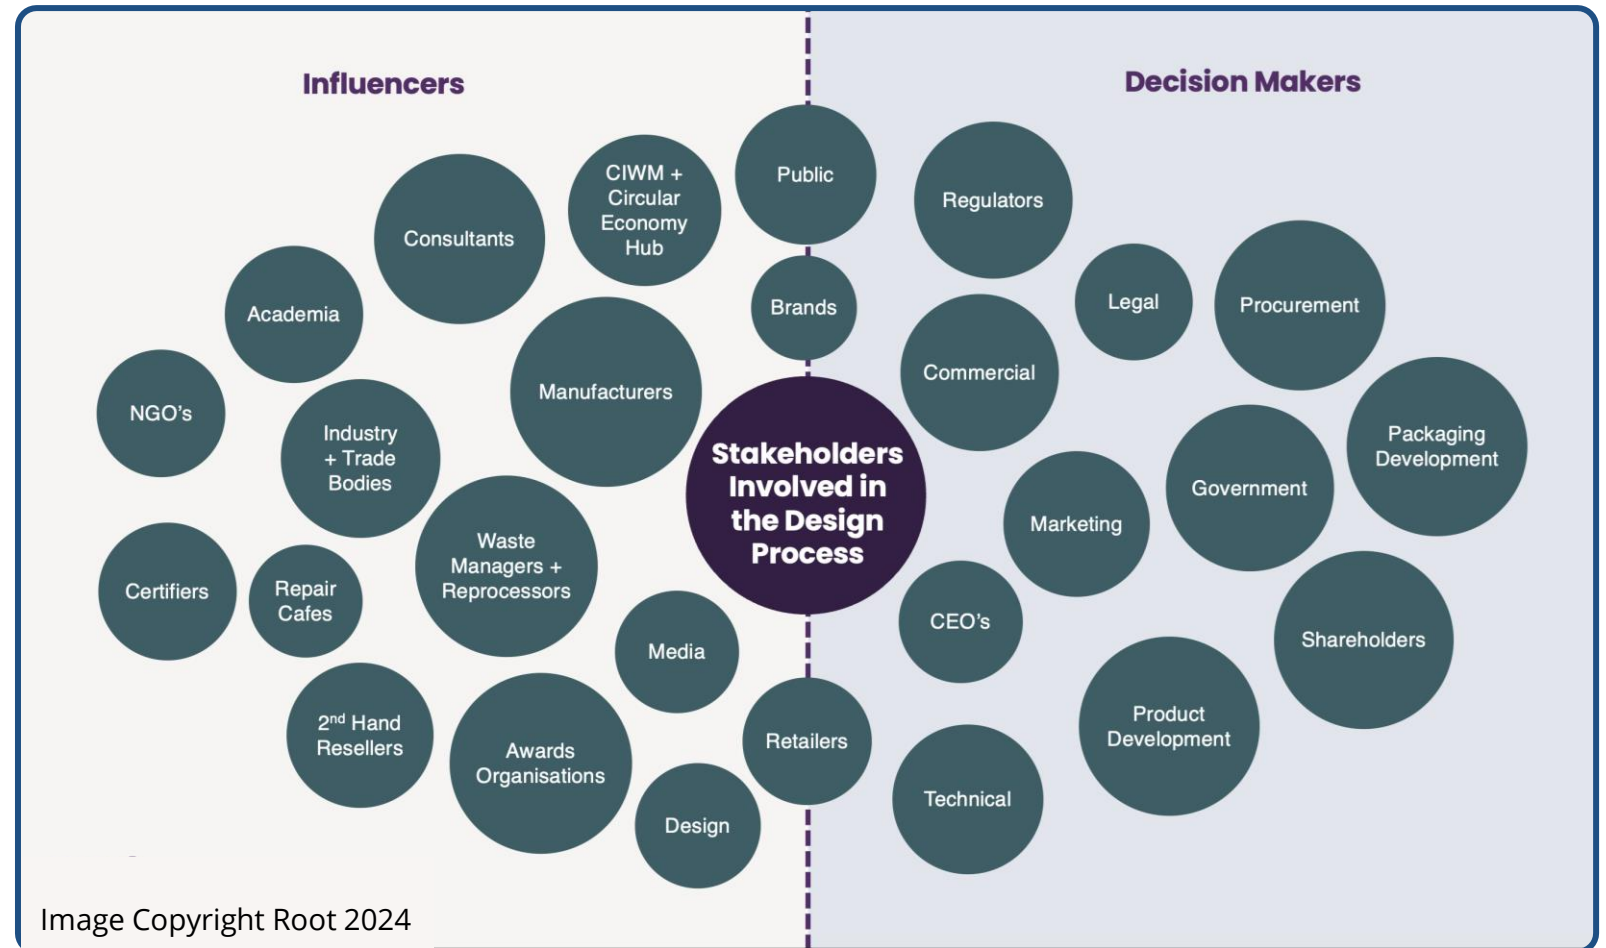 Influencers
Decision Makers
Public
CIWM +
Circular
Economy
Hub
Consultants
Academia
NGO's
Manufacturers
Industry
+ Trade
Bodies
Waste
Managers +
Reprocessors
Certifiers
Repair
Cafes
Media
2nd Hand
Resellers
Awards
Organisations
Design
Brands
Stakeholders
Involved in
the Design
Process
Retailers
Regulators
Legal
Procurement
Commercial
Packaging
Development
Government
Marketing
CEO's
Shareholders
Product
Development
Technical
Image Copyright Root 2024